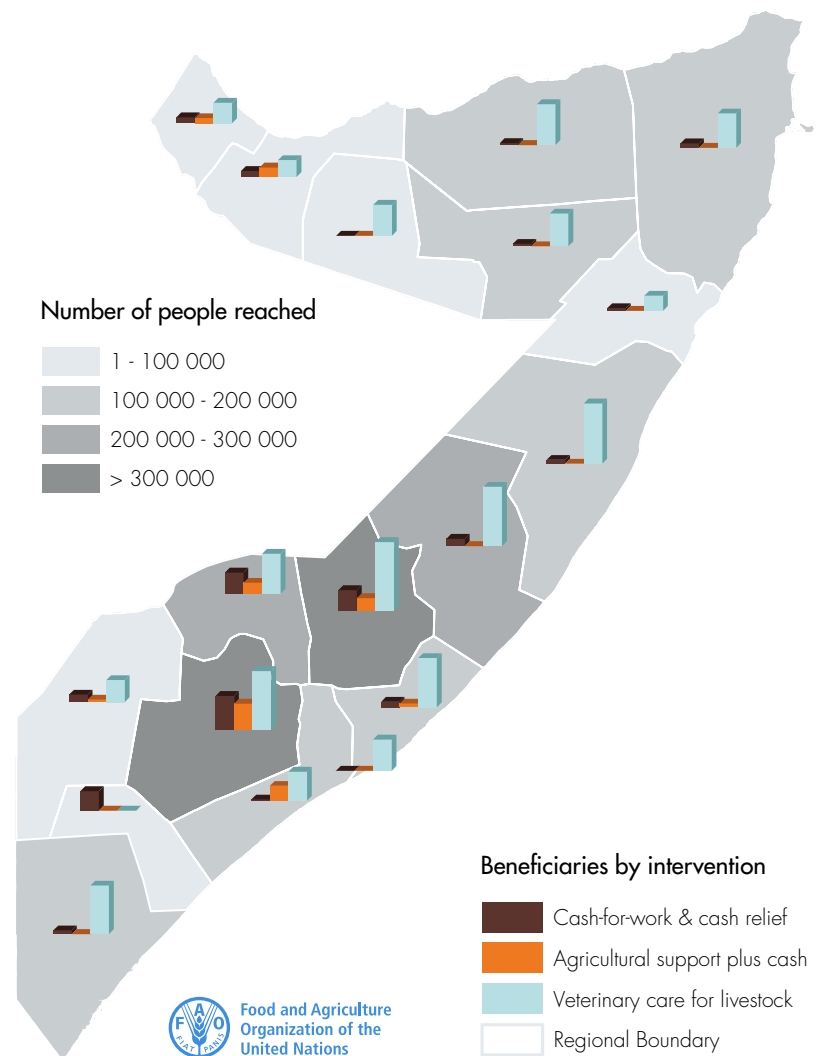 Number of people reached
1 - 100 000
100 000 - 200 000
200 000 - 300 000
> 300 000
Beneficiaries by intervention
Cash-for-work & cash relief
Agricultural support plus cash
Veterinary care for livestock
Regional Boundary
F A O
FIAT PANIS
Food and Agriculture
Organization of the
United Nations